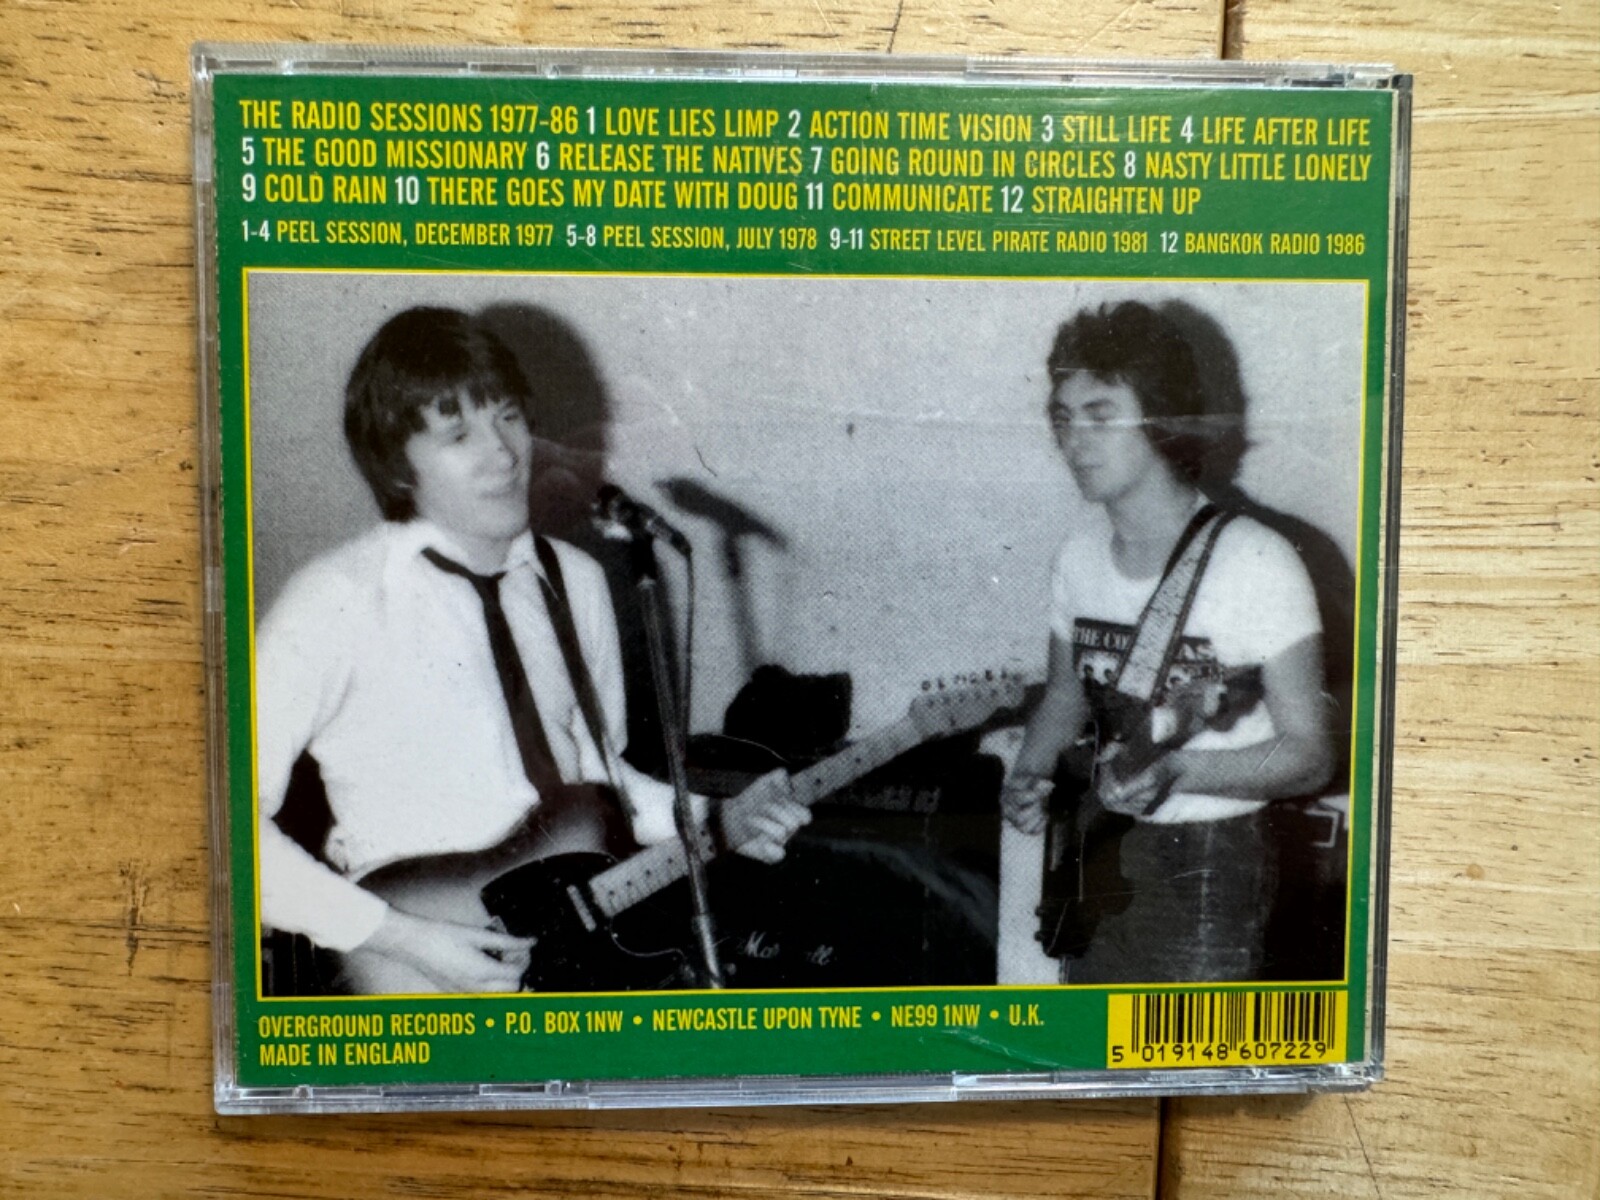 THE RADIO SESSIONS 1977-86 1 LOVE LIES LIMP 2 ACTION TIME VISION 3 STILL LIFE 4 LIFE AFTER LIFE
5 THE GOOD MISSIONARY 6 RELEASE THE NATIVES 7 GOING ROUND IN CIRCLES 8 NASTY LITTLE LONELY
9 COLD RAIN 10 THERE GOES MY DATE WITH DOUG 11 COMMUNICATE 12 STRAIGHTEN UP
1-4 PEEL SESSION, DECEMBER 1977 5-8 PEEL SESSION, JULY 1978 9-11 STREET LEVEL PIRATE RADIO 1981 12 BANGKOK RADIO 1986
THE
OVERGROUND RECORDS • P.O. BOX 1NW • NEWCASTLE UPON TYNE • NE99 1NW • U.K.
MADE IN ENGLAND
5 019148 607229